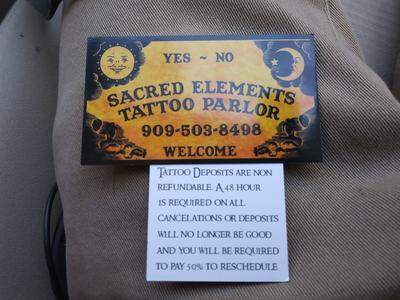 YES ~ NO
SACRED ELEMENTS
TATTOO PARLOR
909-503-8498
WELCOME
TATTOO DEPOSITS ARE NON
REFUNDABLE. A 48 HOUR
IS REQUIRED ON ALL
CANCELATIONS OR DEPOSITS
WILL NO LONGER BE GOOD
AND YOU WILL BE REQUIRED
TO PAY 50% TO RESCHEDULE